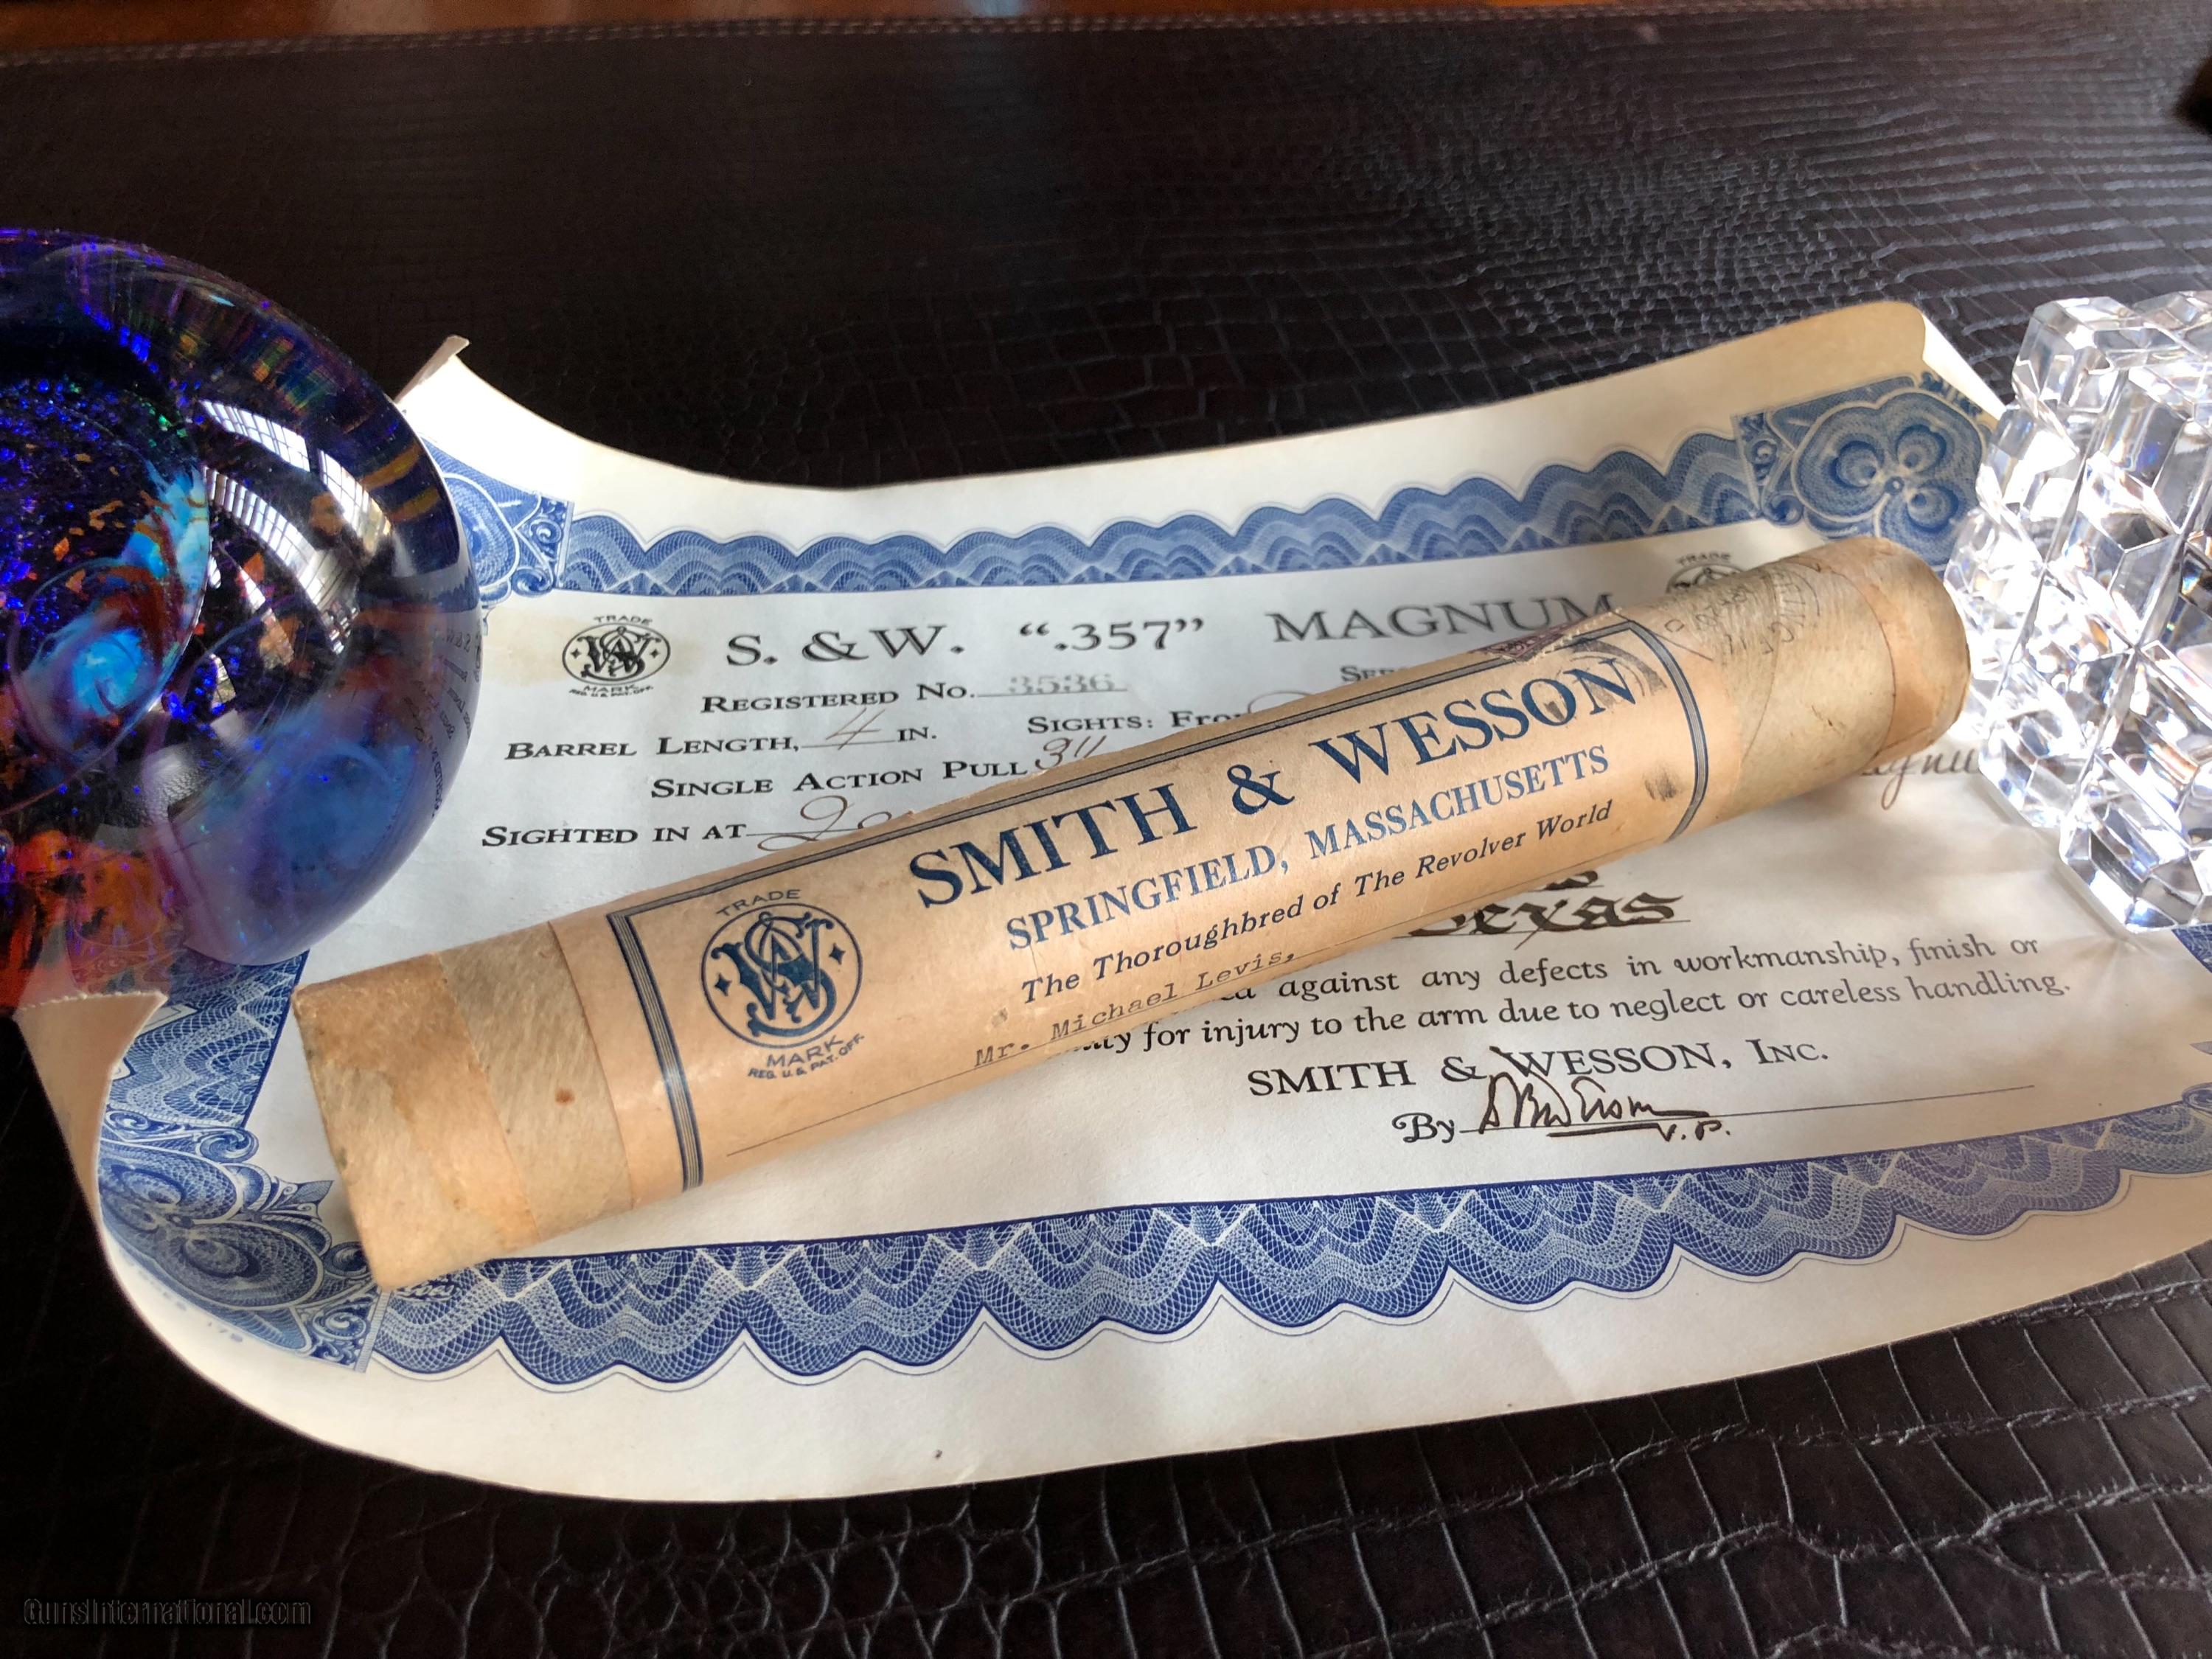 TRADE
MARK
REG. U.S. PAT. OFF.
S. & W. “.357” MAGNUM
TRADE
REGISTERED No. 3536
BARREL LENGTH, 4 IN. SIGHTS:
SINGLE ACTION PULL
SIGHTED IN AT
SMITH & WESSON
SPRINGFIELD, MASSACHUSETTS
The Thoroughbred of The Revolver World
TRADE
MARK
REG. U.S. PAT. OFF.
Mr. Michael Levis,
Texas
against any defects in workmanship, finish or
for injury to the arm due to neglect or careless handling.
SMITH & WESSON, INC.
By
V.P.
GunsInternational.com